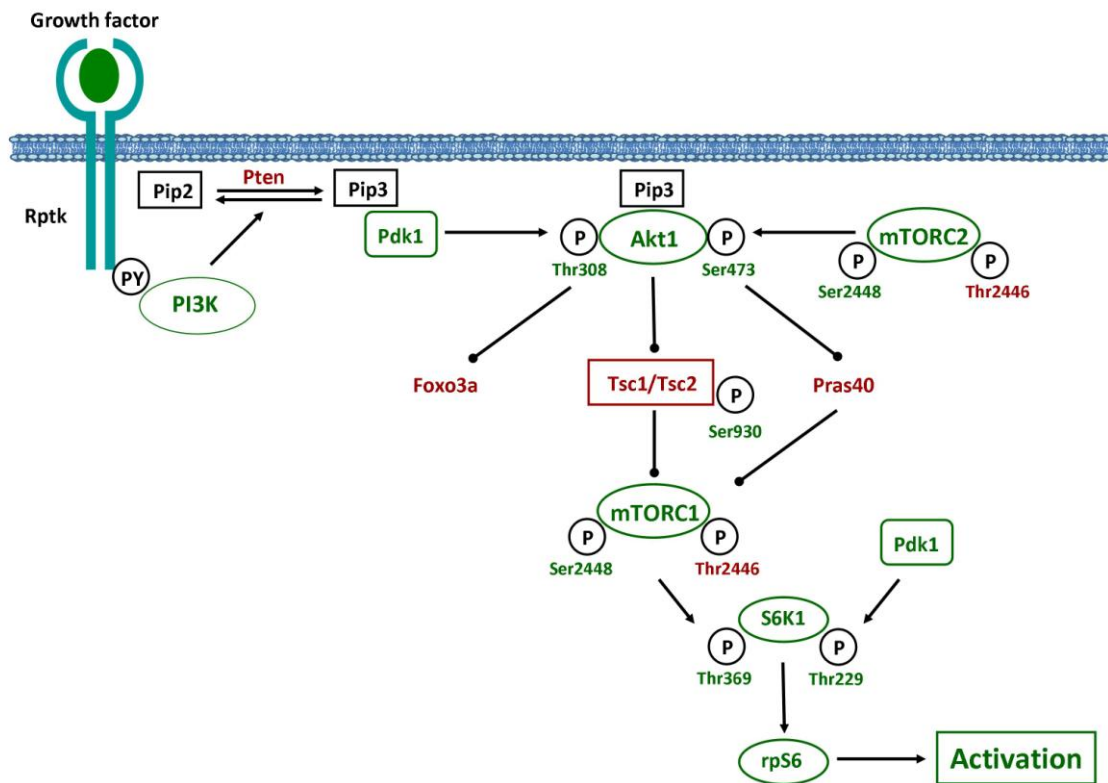 Growth factor
Pten
Pip2
Pip3
Pip3
Rptk
Pdk1
P
Akt1
P
mTORC2
Thr308
Ser473
P
P
Ser2448
Thr2446
PY
PI3K
Foxo3a
Tsc1/Tsc2
Pras40
P
Ser930
mTORC1
P
P
Ser2448
Thr2446
Pdk1
S6K1
P
P
Thr369
Thr229
rpS6
Activation